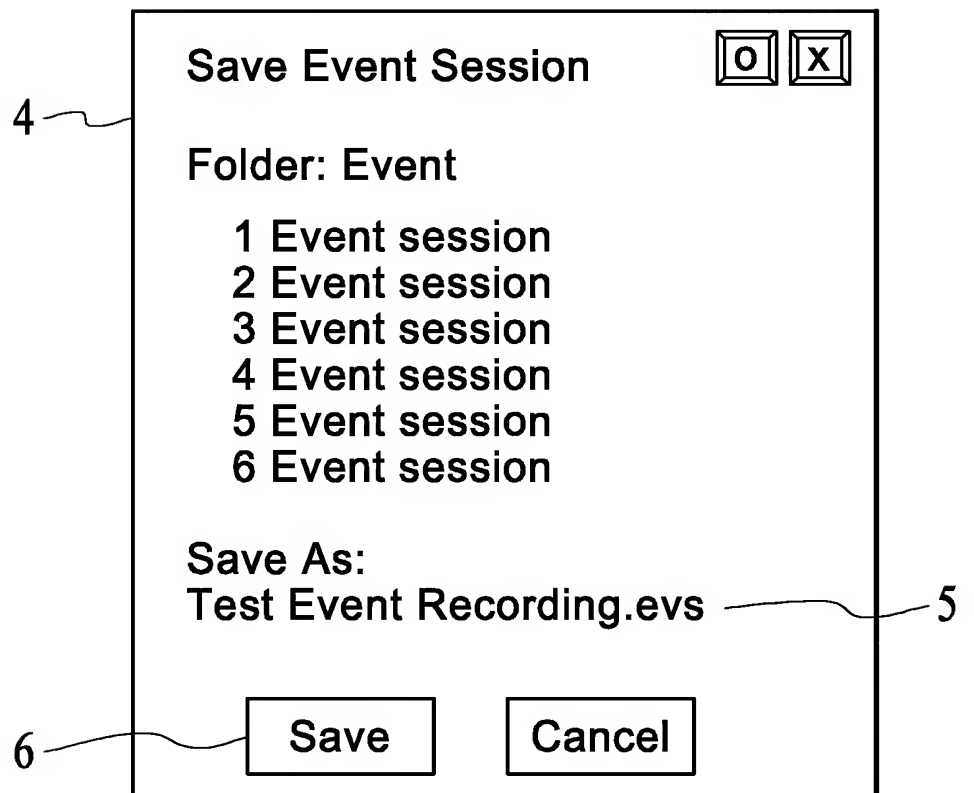 Save Event Session O X
4
Folder: Event
1 Event session
2 Event session
3 Event session
4 Event session
5 Event session
6 Event session
Save As:
Test Event Recording.evs 5
6 Save Cancel